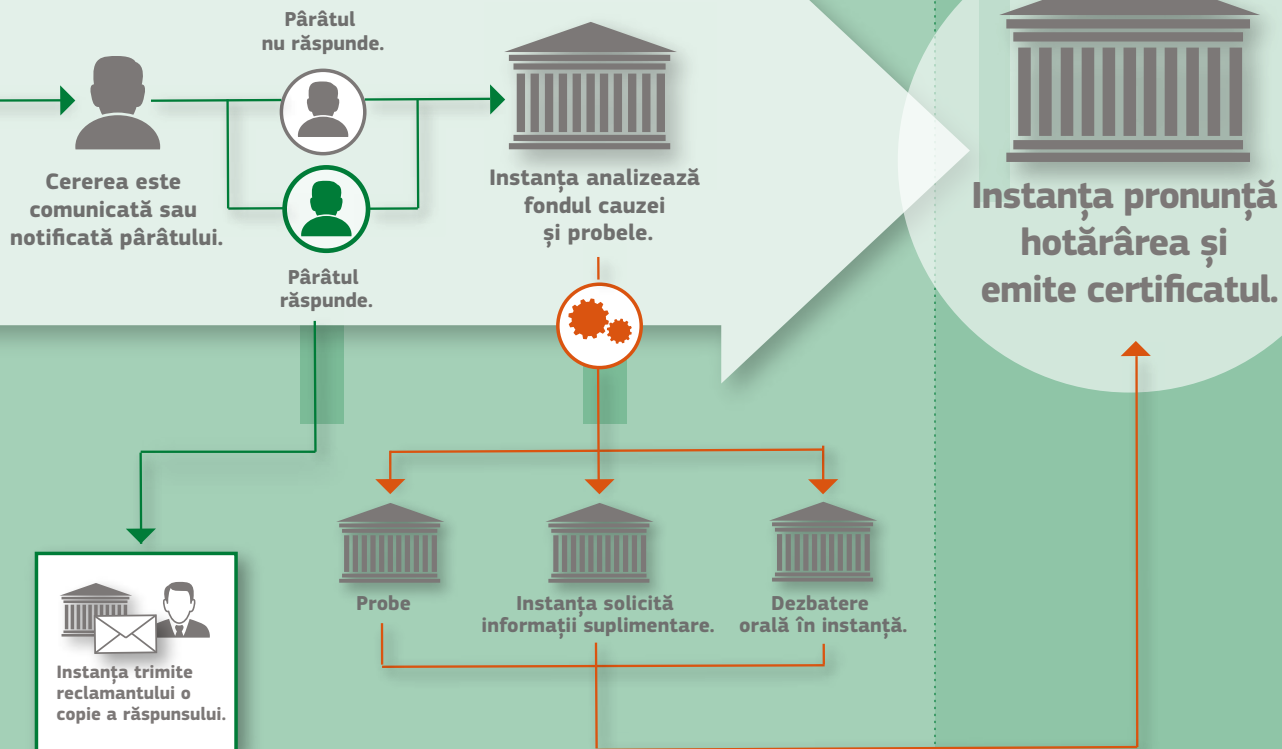 Pârâtul
nu răspunde.
Cererea este
comunicată sau
notificată pârâtului.
Pârâtul
răspunde.
Instanța analizează
fondul cauzei
și probele.
Instanța pronunță
hotărârea și
emite certificatul.
Probe
Instanța solicită
informații suplimentare.
Dezbatere
orală în instanță.
Instanța trimite
reclamantului o
copie a răspunsului.